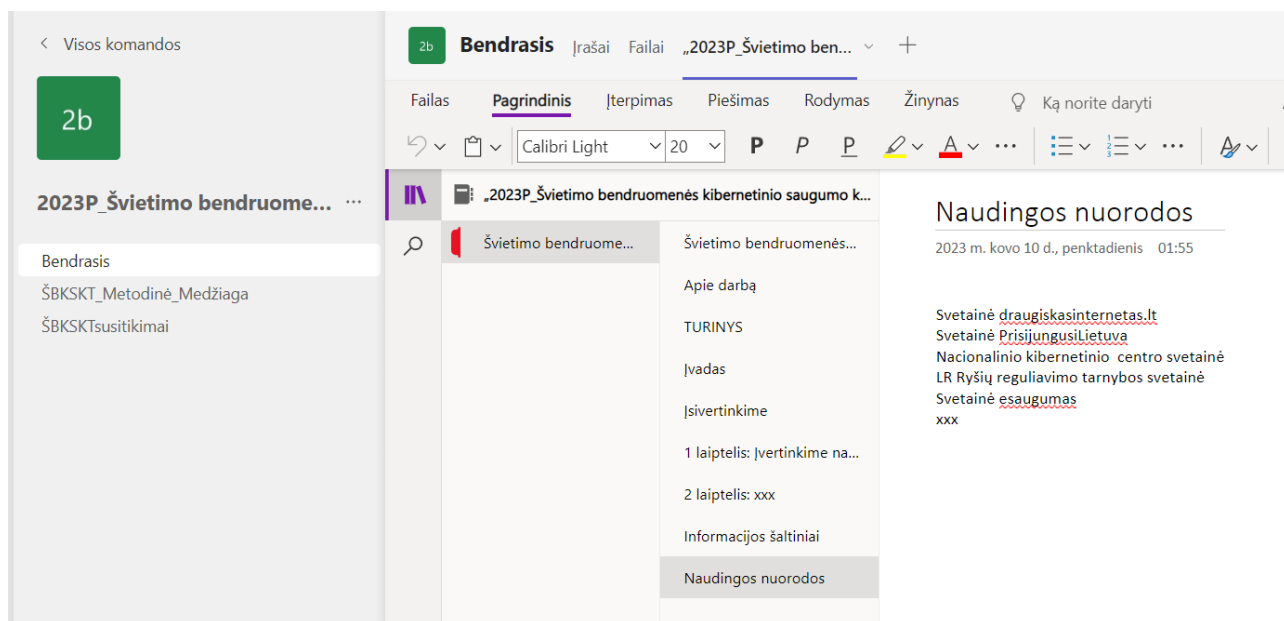 Visos komandos
2b
2023P_Švietimo bendruome... ...
Bendrasis
ŠBKSKT_Metodinė_Medžiaga
ŠBKSKTsusitikimai
2b Bendrasis Įrašai Failai „2023P_Švietimo ben...
Failas Pagrindinis Įterpimas Piešimas Rodymas Žinynas Ką norite daryti
Calibri Light 20 P P P A ... ... A
„2023P_Švietimo bendruomenės kibernetinio saugumo k...
Švietimo bendruome...
Švietimo bendruomenės...
Apie darbą
TURINYS
Įvadas
Įsivertinkime
1 laiptelis: Įvertinkime na...
2 laiptelis: xxx
Informacijos šaltiniai
Naudingos nuorodos
Naudingos nuorodos
2023 m. kovo 10 d., penktadienis 01:55
Svetainė draugiskasinternetas.lt
Svetainė PrisijungusiLietuva
Nacionalinio kibernetinio  centro svetainė
LR Ryšių reguliavimo tarnybos svetainė
Svetainė esaugumas
xxx